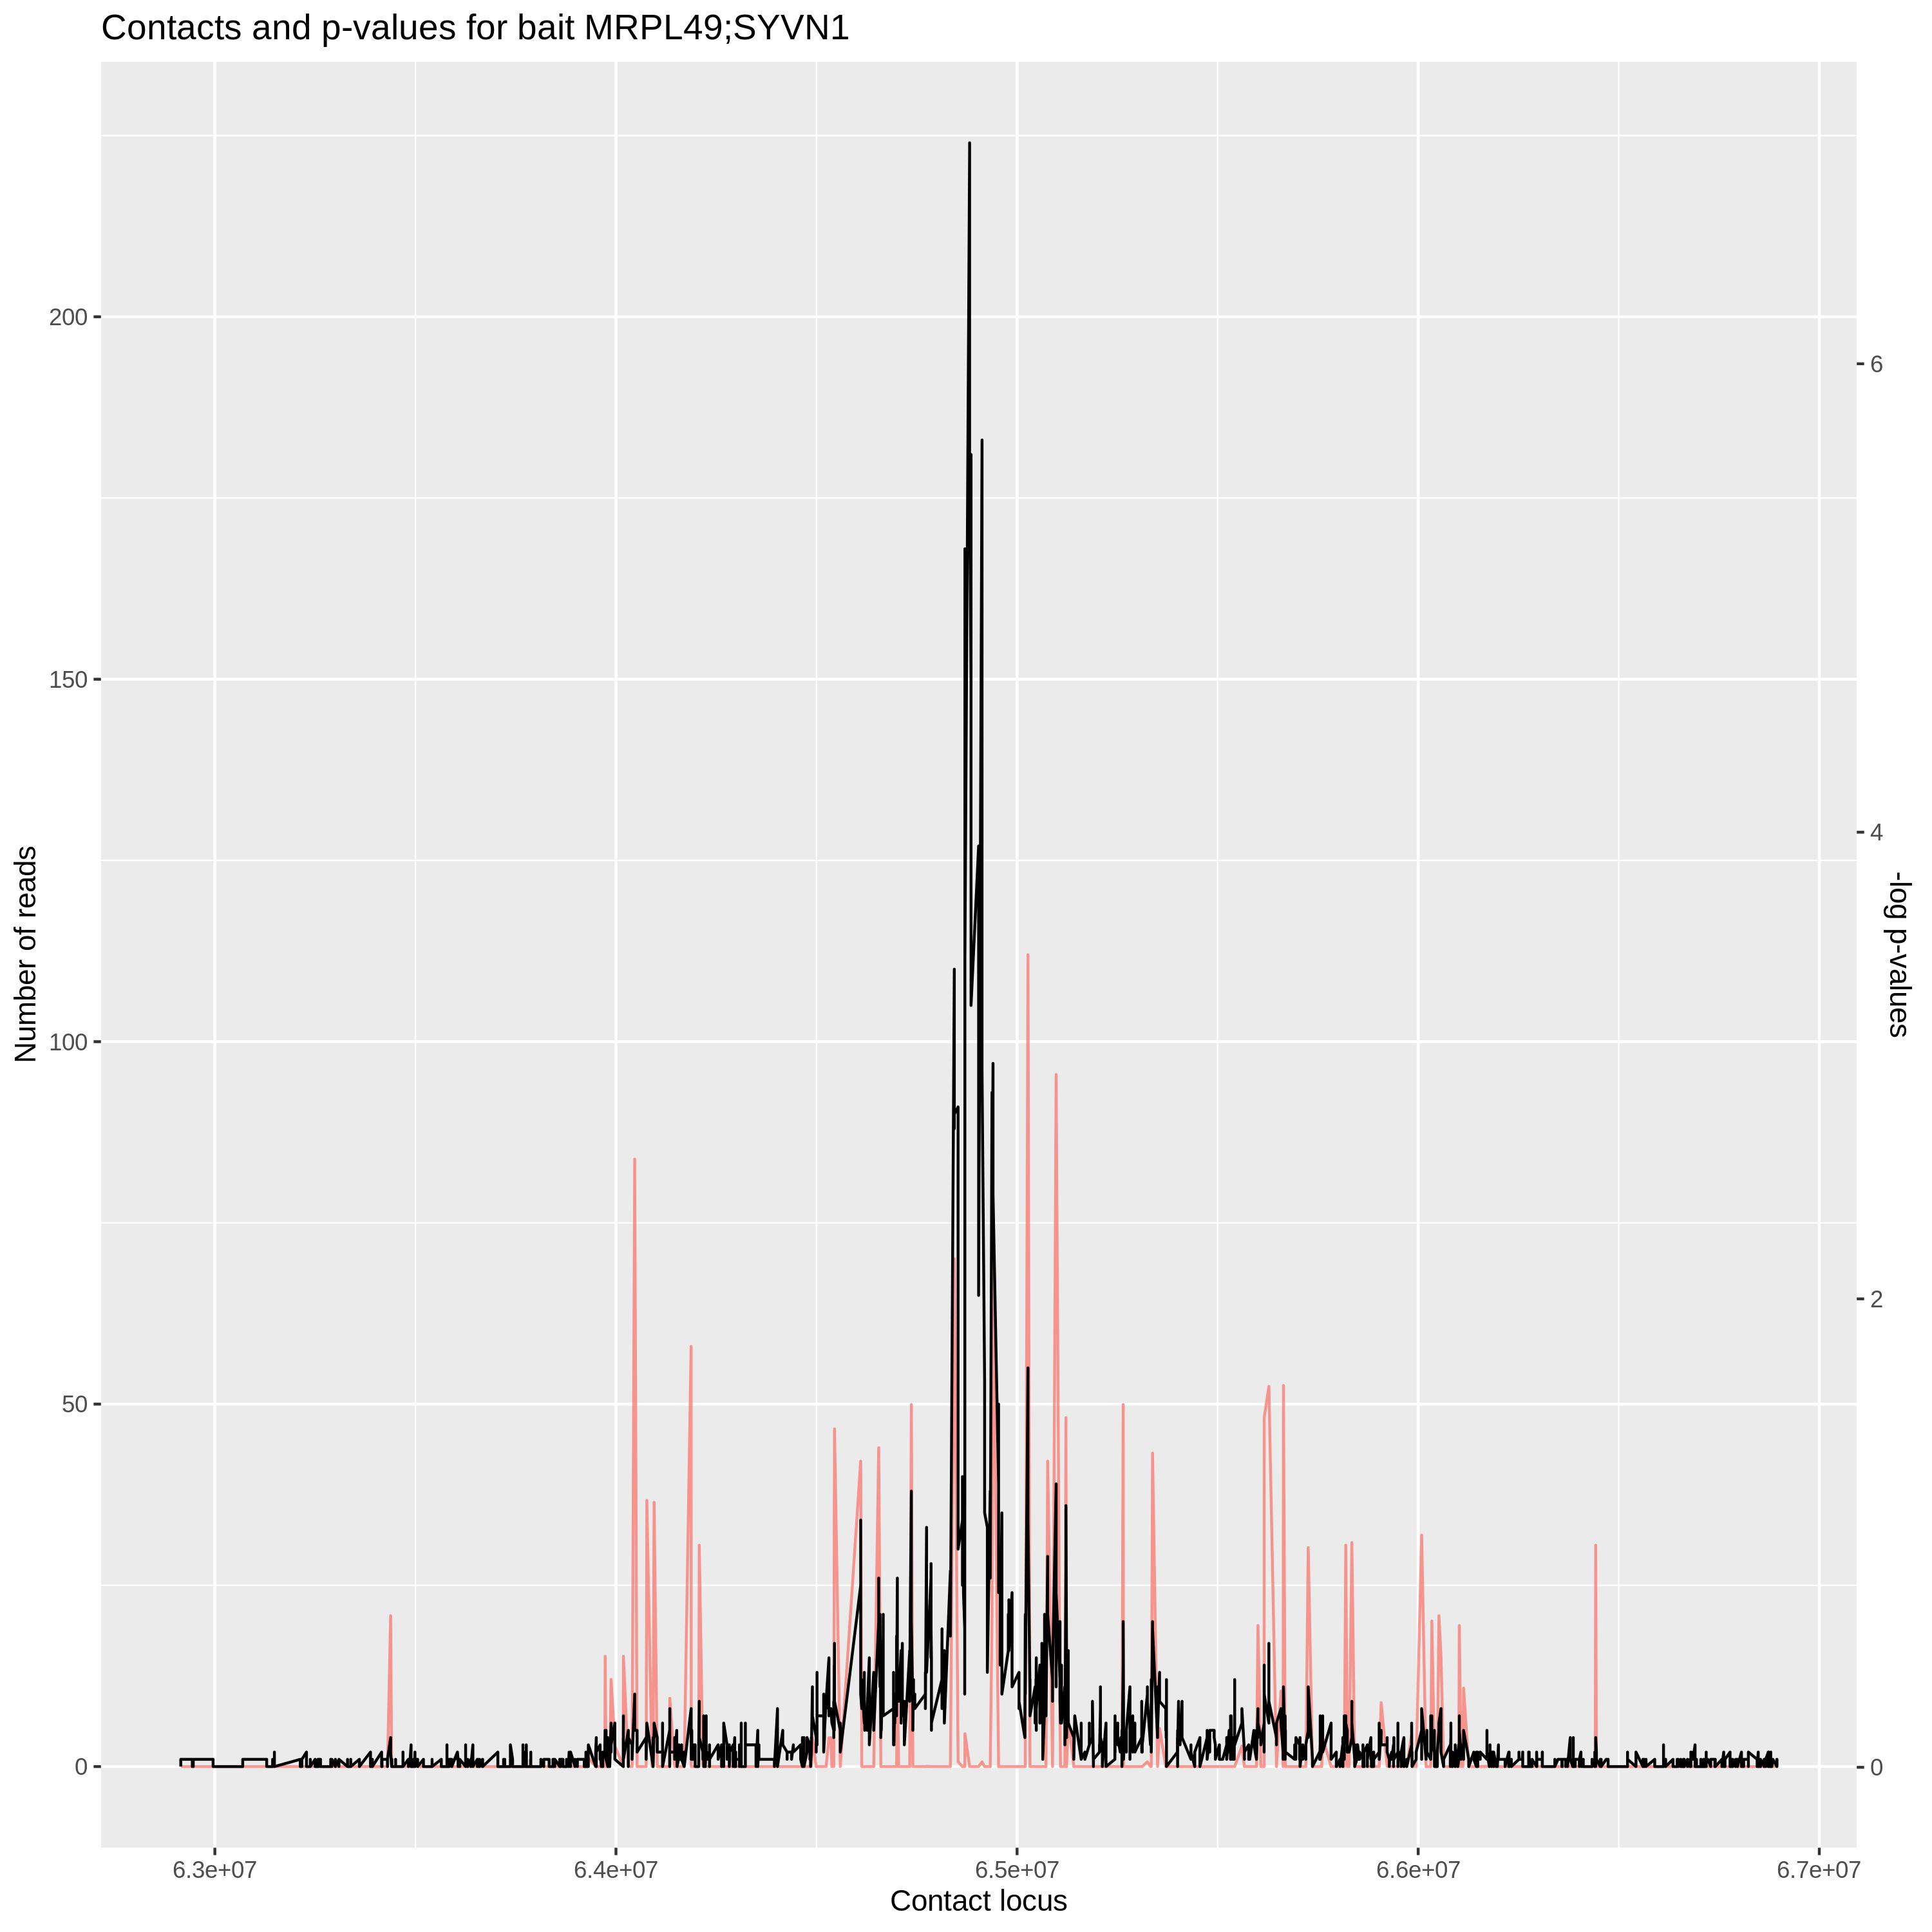 Contacts and p-values for bait MRPL49;SYVN1
Number of reads
200
150
100
50
0
6
4
2
0
-log p-values
6.3e+07
6.4e+07
6.5e+07
6.6e+07
6.7e+07
Contact locus